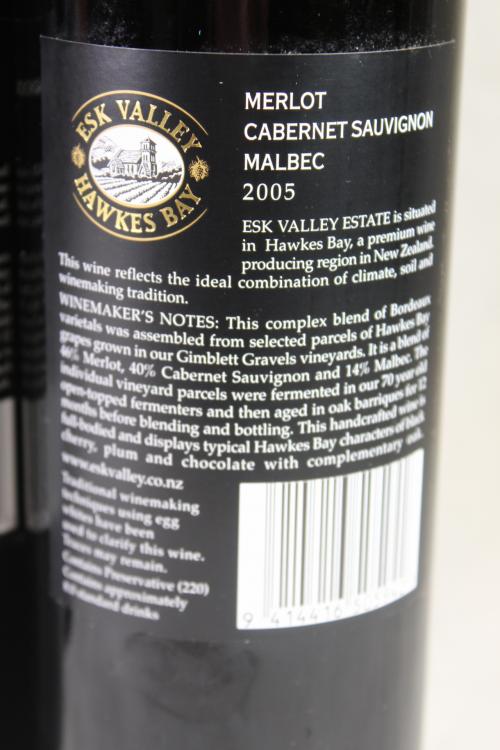 ESK VALLEY
HAWKES BAY
MERLOT
CABERNET SAUVIGNON
MALBEC
2005
ESK VALLEY ESTATE is situated
in Hawkes Bay, a premium wine
producing region in New Zealand.
This wine reflects the ideal combination of climate, soil and
winemaking tradition.
WINEMAKER'S NOTES: This complex blend of Bordeaux
varietals was assembled from selected parcels of Hawkes Bay
grapes grown in our Gimblett Gravels vineyards. It is a blend of
46% Merlot, 40% Cabernet Sauvignon and 14% Malbec. The
individual vineyard parcels were fermented in our 70 year old
open-topped fermenters and then aged in oak barriques for 12
months before blending and bottling. This handcrafted wine is
full-bodied and displays typical Hawkes Bay characters of black
cherry, plum and chocolate with complementary oak.
www.eskvalley.co.nz
Traditional winemaking
techniques using egg
whites have been
used to clarify this wine.
Traces may remain.
Contains Preservative (220)
Contains approximately
standard drinks
9 414416